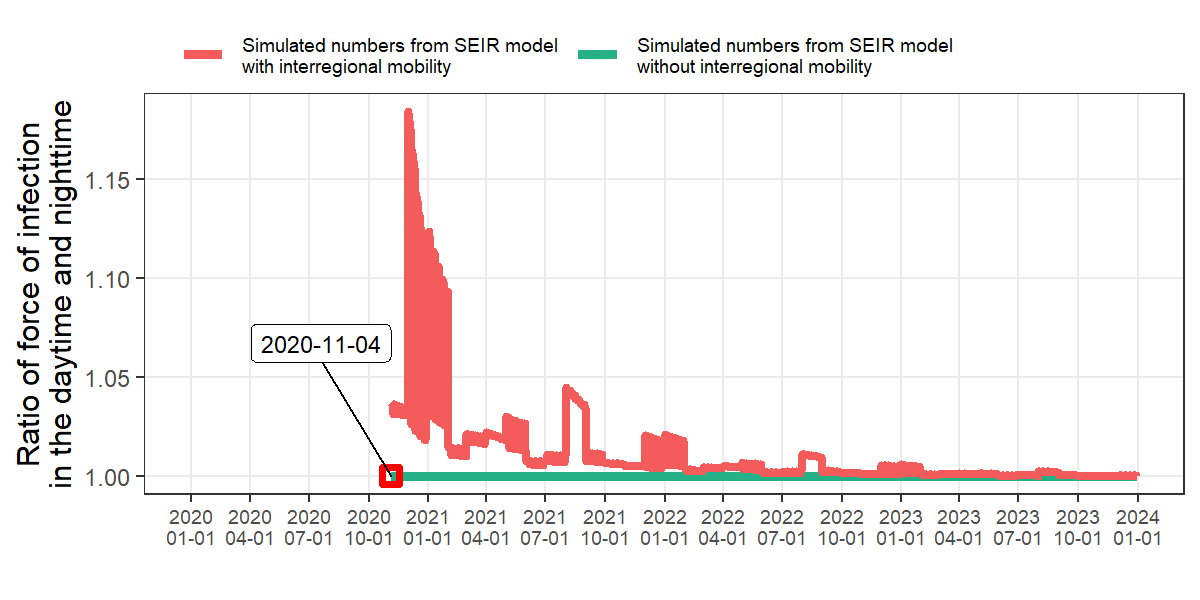 Simulated numbers from SEIR model
with interregional mobility
Simulated numbers from SEIR model
without interregional mobility
Ratio of force of infection
in the daytime and nighttime
1.15
1.10
1.05
1.00
2020-11-04
2020 2020 2020 2020 2021 2021 2021 2021 2022 2022 2022 2022 2023 2023 2023 2023 2024
01-01 04-01 07-01 10-01 01-01 04-01 07-01 10-01 01-01 04-01 07-01 10-01 01-01 04-01 07-01 10-01 01-01